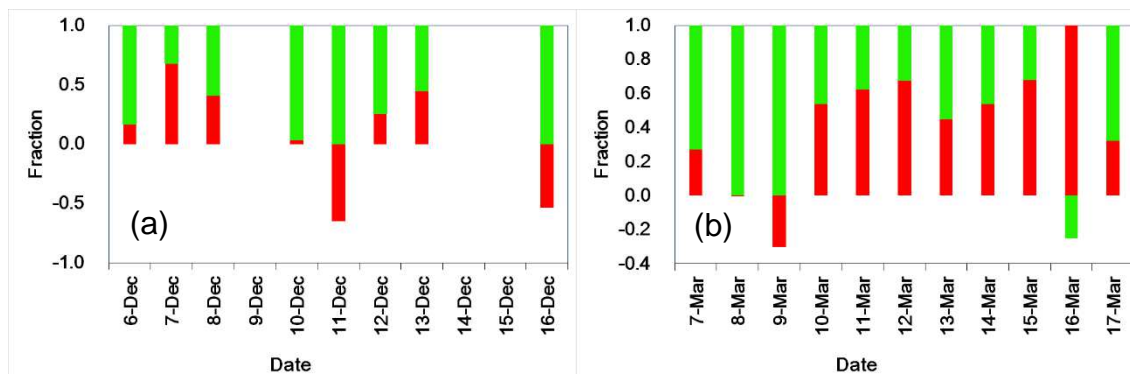 1.0
0.5
0.0
-0.5
-1.0
Fraction
(a)
6-Dec
7-Dec
8-Dec
9-Dec
10-Dec
11-Dec
12-Dec
13-Dec
14-Dec
15-Dec
16-Dec
Date
1.0
0.8
0.6
0.4
0.2
0.0
-0.2
-0.4
Fraction
(b)
7-Mar
8-Mar
9-Mar
10-Mar
11-Mar
12-Mar
13-Mar
14-Mar
15-Mar
16-Mar
17-Mar
Date